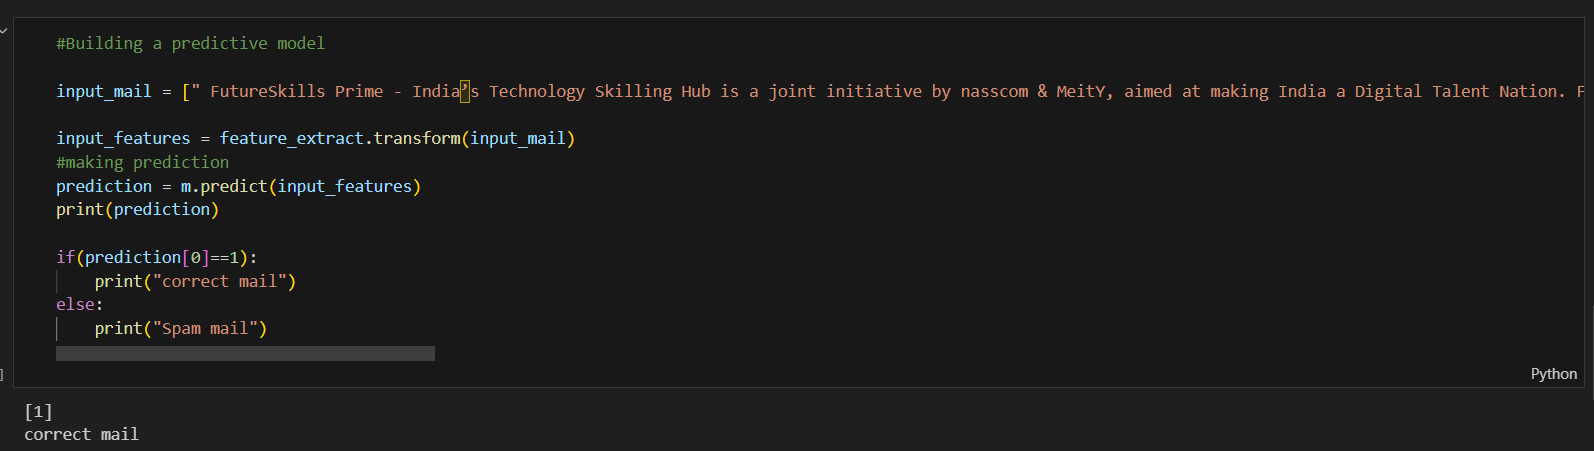 #Building a predictive model
input_mail = [" FutureSkills Prime - India’s Technology Skilling Hub is a joint initiative by nasscom & MeitY, aimed at making India a Digital Talent Nation. F
input_features = feature_extract.transform(input_mail)
#making prediction
prediction = m.predict(input_features)
print(prediction)
if(prediction[0]==1):
    print("correct mail")
else:
    print("Spam mail")
]
Python
[1]
correct mail